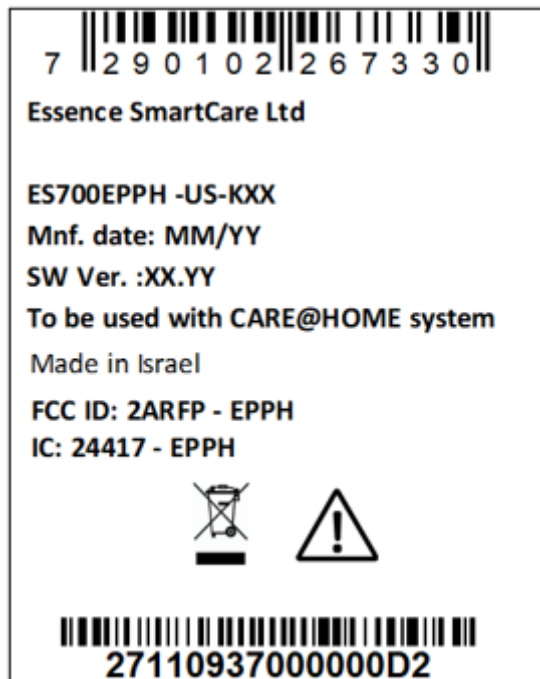 7 290102 267330
Essence SmartCare Ltd
ES700EPPH -US-KXX
Mnf. date: MM/YY
SW Ver. :XX.YY
To be used with CARE@HOME system
Made in Israel
FCC ID: 2ARFP - EPPH
IC: 24417 - EPPH
27110937000000D2